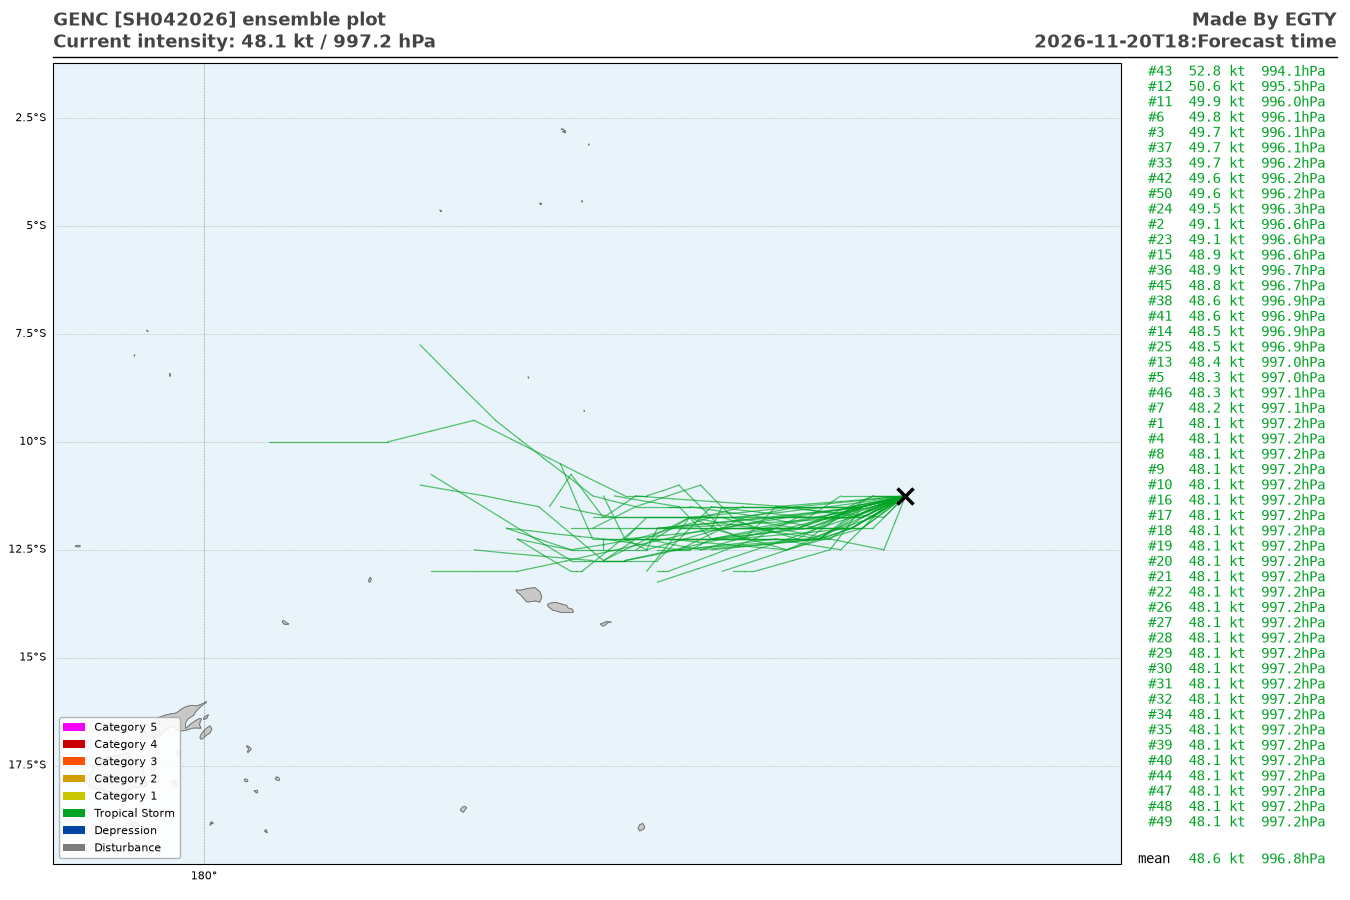 GENC [SH042026] ensemble plot
Current intensity: 48.1 kt / 997.2 hPa
Made By EGTY
2026-11-20T18:Forecast time
2.5°S
5°S
7.5°S
10°S
12.5°S
15°S
17.5°S
180°
Category 5
Category 4
Category 3
Category 2
Category 1
Tropical Storm
Depression
Disturbance
#43 52.8 kt 994.1hPa
#12 50.6 kt 995.5hPa
#11 49.9 kt 996.0hPa
#6 49.8 kt 996.1hPa
#3 49.7 kt 996.1hPa
#37 49.7 kt 996.1hPa
#33 49.7 kt 996.2hPa
#42 49.6 kt 996.2hPa
#50 49.6 kt 996.2hPa
#24 49.5 kt 996.3hPa
#2 49.1 kt 996.6hPa
#23 49.1 kt 996.6hPa
#15 48.9 kt 996.6hPa
#36 48.9 kt 996.7hPa
#45 48.8 kt 996.7hPa
#38 48.6 kt 996.9hPa
#41 48.6 kt 996.9hPa
#14 48.5 kt 996.9hPa
#25 48.5 kt 996.9hPa
#13 48.4 kt 997.0hPa
#5 48.3 kt 997.0hPa
#46 48.3 kt 997.1hPa
#7 48.2 kt 997.1hPa
#1 48.1 kt 997.2hPa
#4 48.1 kt 997.2hPa
#8 48.1 kt 997.2hPa
#9 48.1 kt 997.2hPa
#10 48.1 kt 997.2hPa
#16 48.1 kt 997.2hPa
#17 48.1 kt 997.2hPa
#18 48.1 kt 997.2hPa
#19 48.1 kt 997.2hPa
#20 48.1 kt 997.2hPa
#21 48.1 kt 997.2hPa
#22 48.1 kt 997.2hPa
#26 48.1 kt 997.2hPa
#27 48.1 kt 997.2hPa
#28 48.1 kt 997.2hPa
#29 48.1 kt 997.2hPa
#30 48.1 kt 997.2hPa
#31 48.1 kt 997.2hPa
#32 48.1 kt 997.2hPa
#34 48.1 kt 997.2hPa
#35 48.1 kt 997.2hPa
#39 48.1 kt 997.2hPa
#40 48.1 kt 997.2hPa
#44 48.1 kt 997.2hPa
#47 48.1 kt 997.2hPa
#48 48.1 kt 997.2hPa
#49 48.1 kt 997.2hPa
mean 48.6 kt 996.8hPa